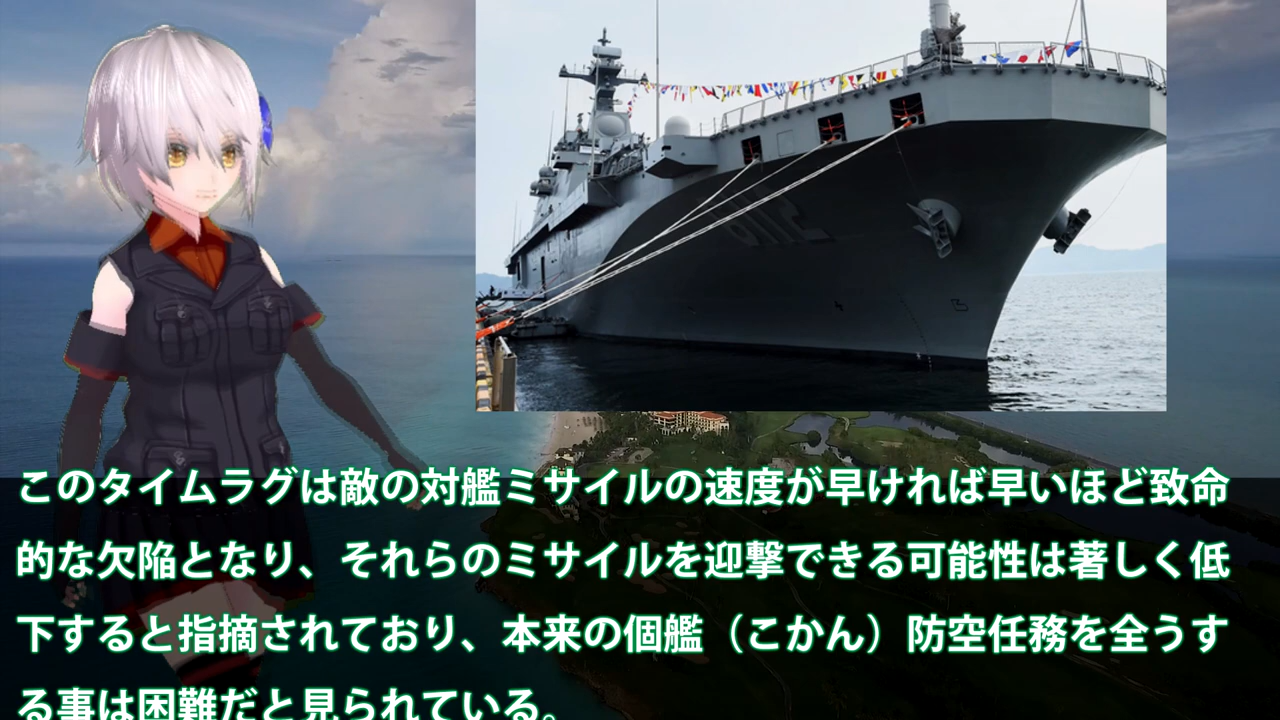 6112
このタイムラグは敵の対艦ミサイルの速度が早ければ早いほど致命
的な欠陥となり、それらのミサイルを迎撃できる可能性は著しく低
下すると指摘されており、本来の個艦（こかん）防空任務を全うす
る事は困難だと見られている。